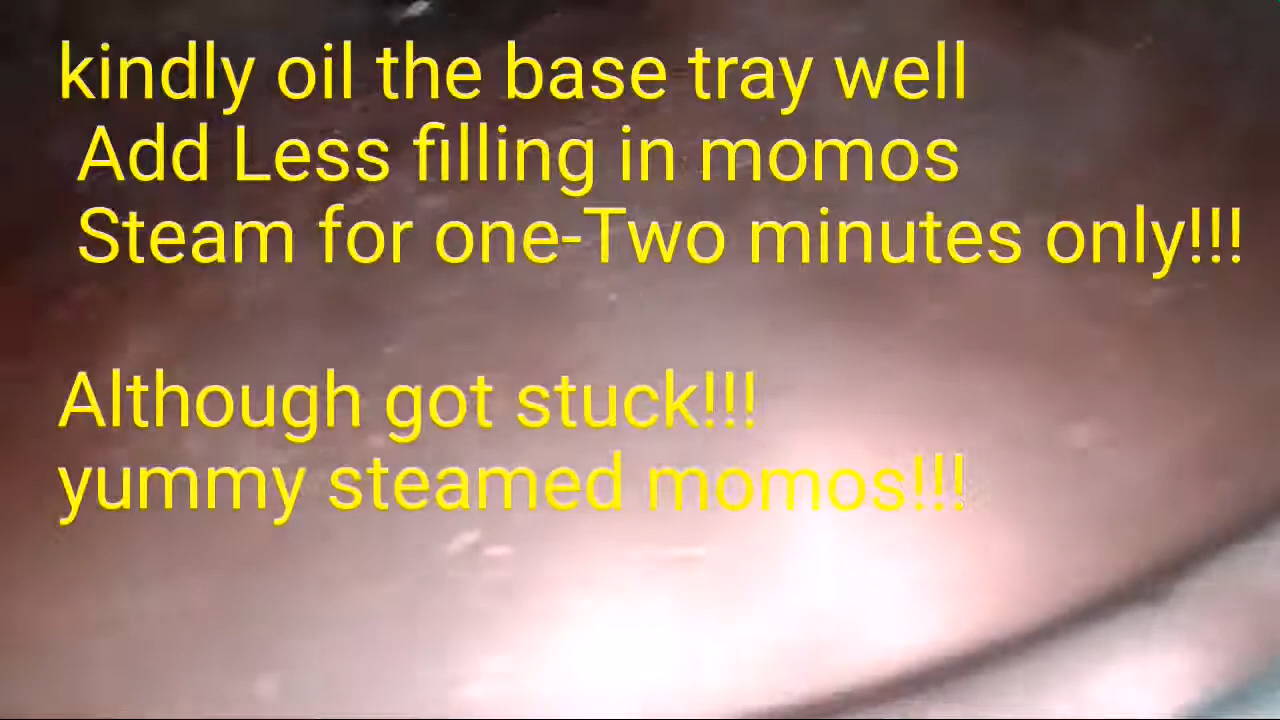 kindly oil the base tray well
Add Less filling in momos
Steam for one-Two minutes only!!!
Although got stuck!!!
yummy steamed momos!!!